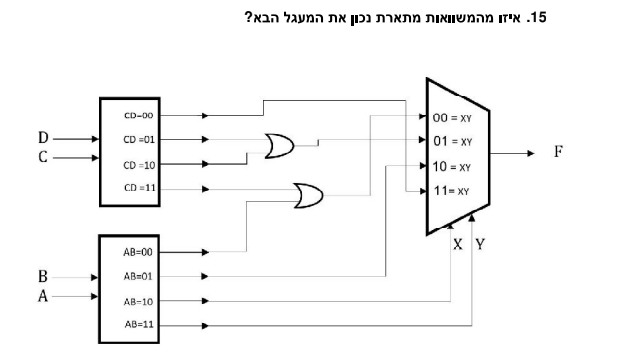 15. איזו מהמשוואות מתארת נכון את המעגל הבא?
D
C
CD=00
CD =01
CD =10
CD =11
B
A
AB=00
AB=01
AB=10
AB=11
00 = XY
01 = XY
10 = XY
11= XY
X Y
F